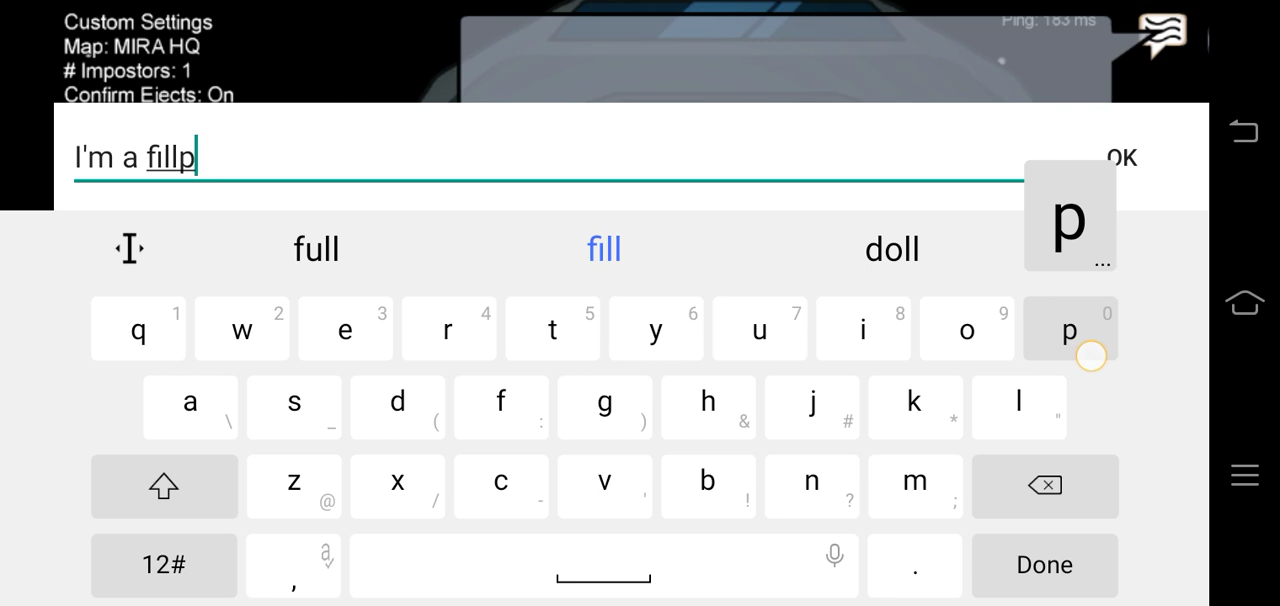 Custom Settings
Map: MIRA HQ
# Impostors: 1
Confirm Ejects: On
Ping: 183 ms
I'm a fillp
OK
p
...
full fill doll
q 1 w 2 e 3 r 4 t 5 y 6 u 7 i 8 o 9 p 0
a \ s _ d ( f : g ) h & j # k * l "
z @ x / c - v ' b ! n ? m ;
12# , a . Done